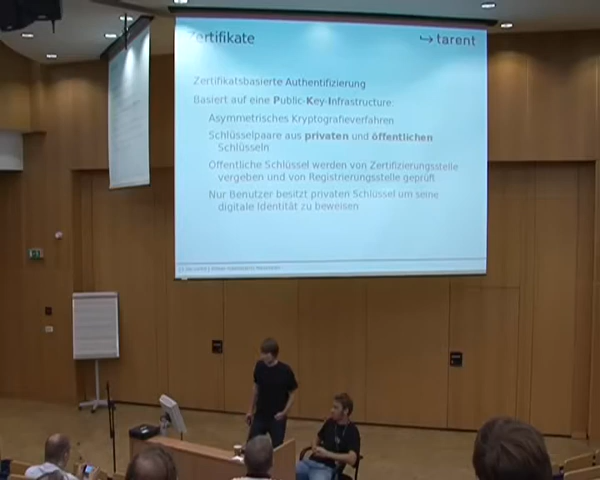 Zertifikate
tarent
Zertifikatsbasierte Authentifizierung
Basiert auf eine Public-Key-Infrastructure:
Asymmetrisches Kryptografieverfahren
Schlüsselpaare aus privaten und öffentlichen
Schlüsseln
Öffentliche Schlüssel werden von Zertifizierungsstelle
vergeben und von Registrierungsstelle geprüft
Nur Benutzer besitzt privaten Schlüssel um seine
digitale Identität zu beweisen